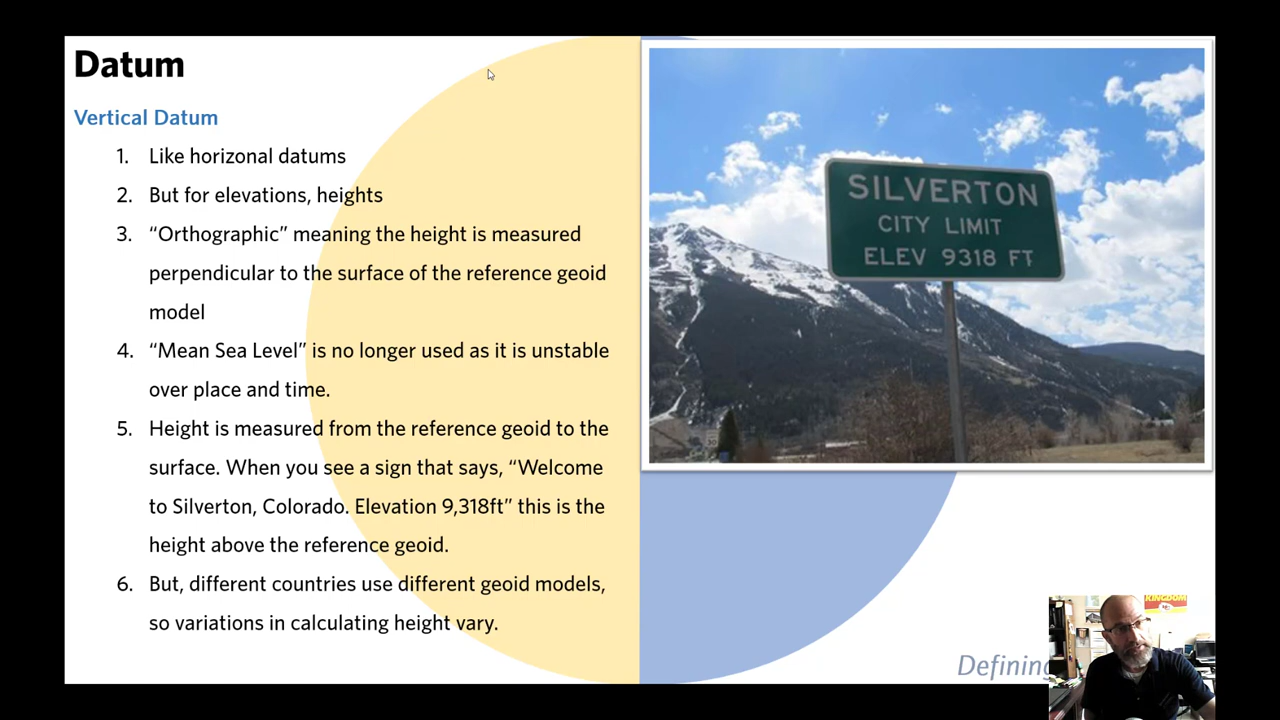 Datum
Vertical Datum
1. Like horizonal datums
2. But for elevations, heights
3. “Orthographic” meaning the height is measured
perpendicular to the surface of the reference geoid
model
4. “Mean Sea Level” is no longer used as it is unstable
over place and time.
5. Height is measured from the reference geoid to the
surface. When you see a sign that says, “Welcome
to Silverton, Colorado. Elevation 9,318ft” this is the
height above the reference geoid.
6. But, different countries use different geoid models,
so variations in calculating height vary.
SILVERTON
CITY LIMIT
ELEV 9318 FT
Defining
KINGDOM